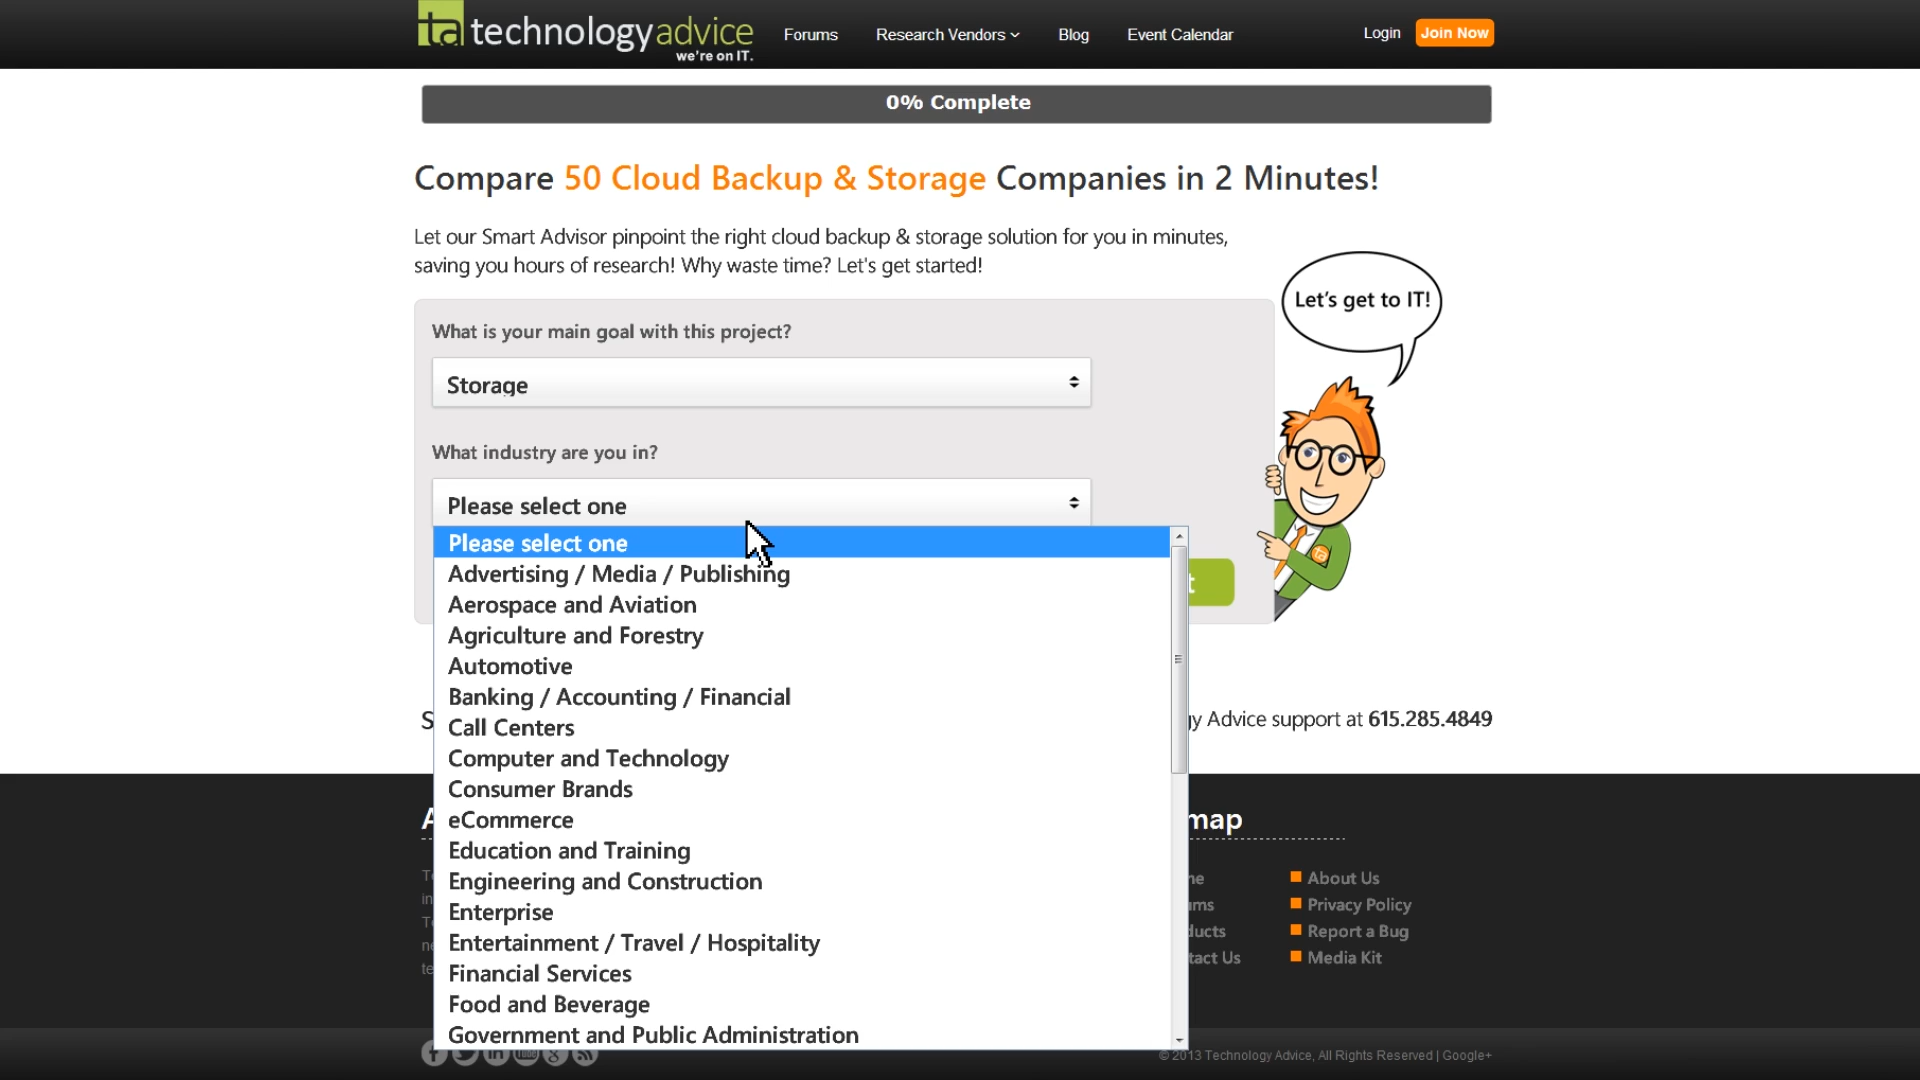 ta technologyadvice
we're on IT.
Forums
Research Vendors
Blog
Event Calendar
Login
Join Now
0% Complete
Compare 50 Cloud Backup & Storage Companies in 2 Minutes!
Let our Smart Advisor pinpoint the right cloud backup & storage solution for you in minutes,
saving you hours of research! Why waste time? Let's get started!
Let's get to IT!
What is your main goal with this project?
Storage
What industry are you in?
Please select one
Please select one
Advertising / Media / Publishing
Aerospace and Aviation
Agriculture and Forestry
Automotive
Banking / Accounting / Financial
Call Centers
Computer and Technology
Consumer Brands
eCommerce
Education and Training
Engineering and Construction
Enterprise
Entertainment / Travel / Hospitality
Financial Services
Food and Beverage
Government and Public Administration
ta
Advice support at 615.285.4849
map
About Us
Privacy Policy
Report a Bug
Us
Media Kit
© 2013 Technology Advice, All Rights Reserved | Google+